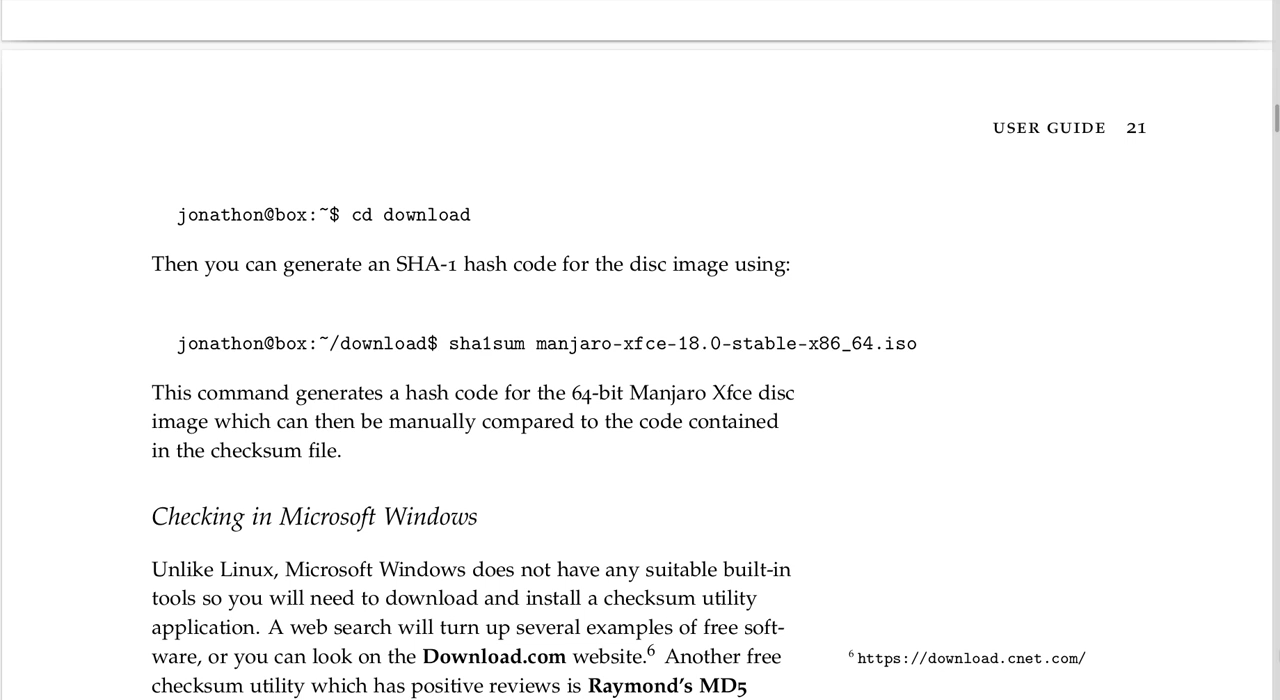 USER GUIDE 21
jonathon@box:~$ cd download
Then you can generate an SHA-1 hash code for the disc image using:
jonathon@box:~/download$ sha1sum manjaro-xfce-18.0-stable-x86_64.iso
This command generates a hash code for the 64-bit Manjaro Xfce disc
image which can then be manually compared to the code contained
in the checksum file.
Checking in Microsoft Windows
Unlike Linux, Microsoft Windows does not have any suitable built-in
tools so you will need to download and install a checksum utility
application. A web search will turn up several examples of free soft-
ware, or you can look on the Download.com website.6 Another free
checksum utility which has positive reviews is Raymond's MD5
6 https://download.cnet.com/